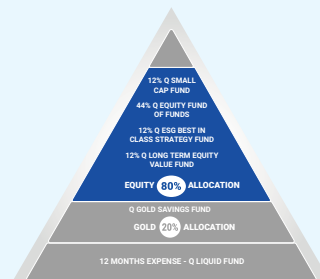 12% Q SMALL
CAP FUND
44% Q EQUITY FUND
OF FUNDS
12% Q ESG BEST IN
CLASS STRATEGY FUND
12% Q LONG TERM EQUITY
VALUE FUND
EQUITY 80% ALLOCATION
Q GOLD SAVINGS FUND
GOLD 20% ALLOCATION
12 MONTHS EXPENSE - Q LIQUID FUND